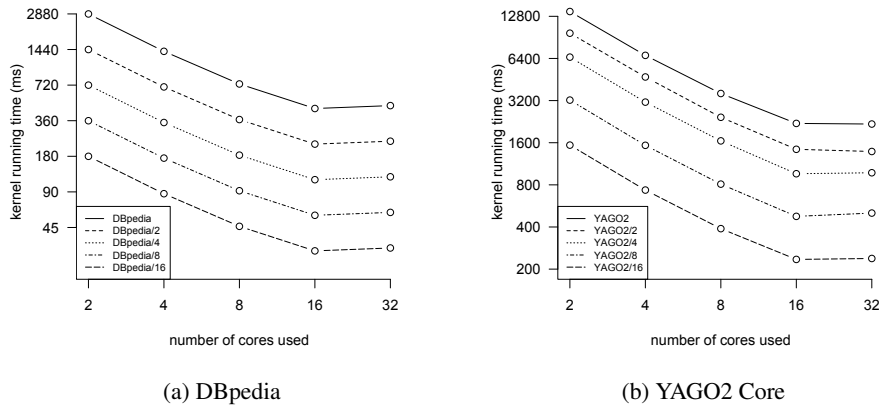 kernel running time (ms)
2880
1440
720
360
180
90
45
DBpedia
DBpedia/2
DBpedia/4
DBpedia/8
DBpedia/16
2 4 8 16 32
number of cores used
(a) DBpedia
kernel running time (ms)
12800
6400
3200
1600
800
400
200
YAGO2
YAGO2/2
YAGO2/4
YAGO2/8
YAGO2/16
2 4 8 16 32
number of cores used
(b) YAGO2 Core